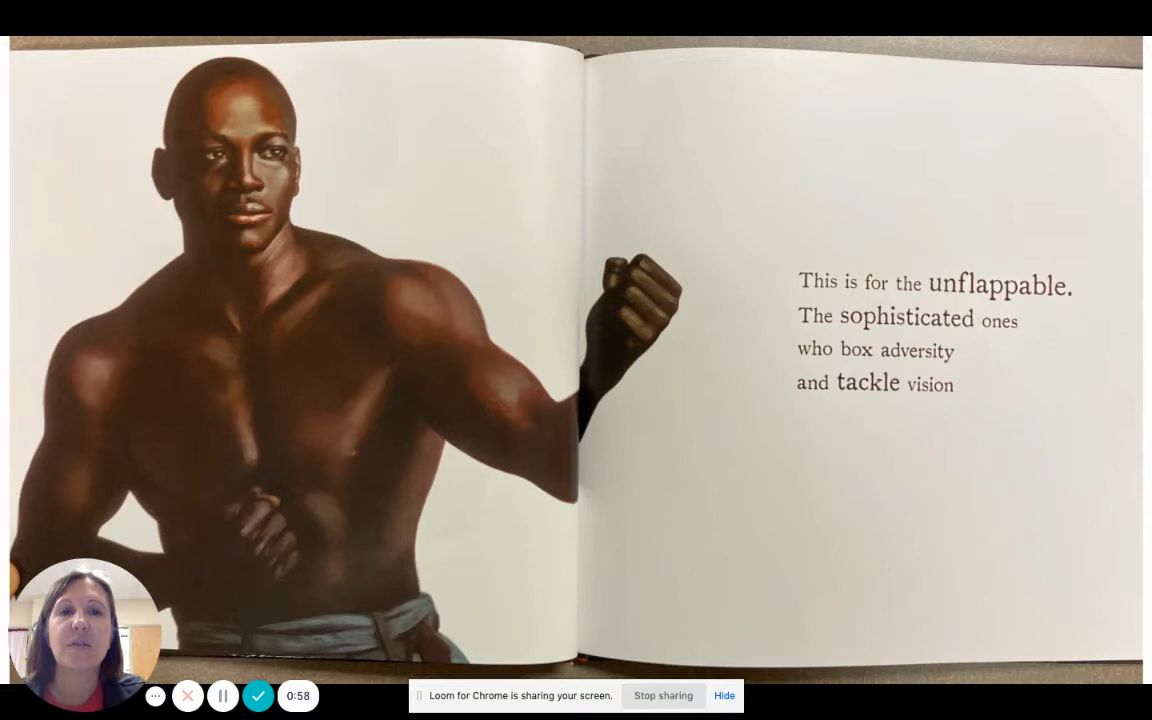 This is for the unflappable.
The sophisticated ones
who box adversity
and tackle vision
0:58
Loom for Chrome is sharing your screen.
Stop sharing
Hide